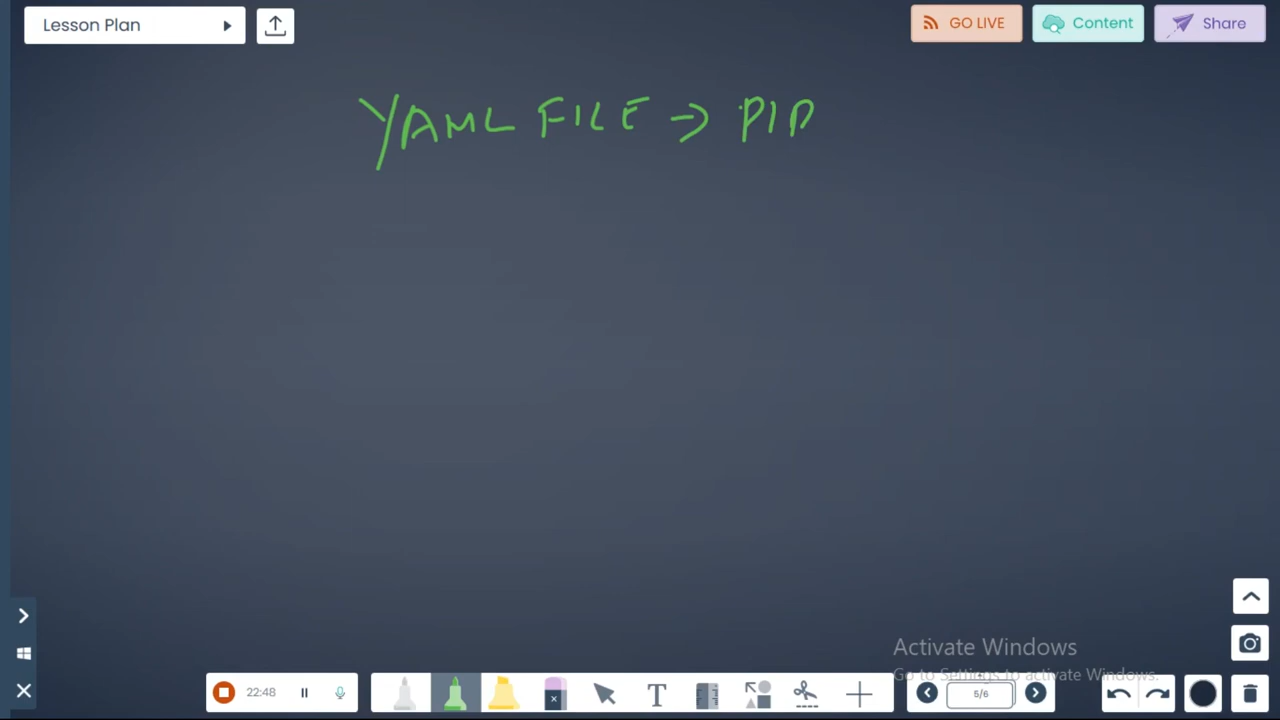 Lesson Plan
GO LIVE
Content
Share
YAML FILE → PIP
Activate Windows
Go to Settings to activate Windows.
22:48
T
5/6